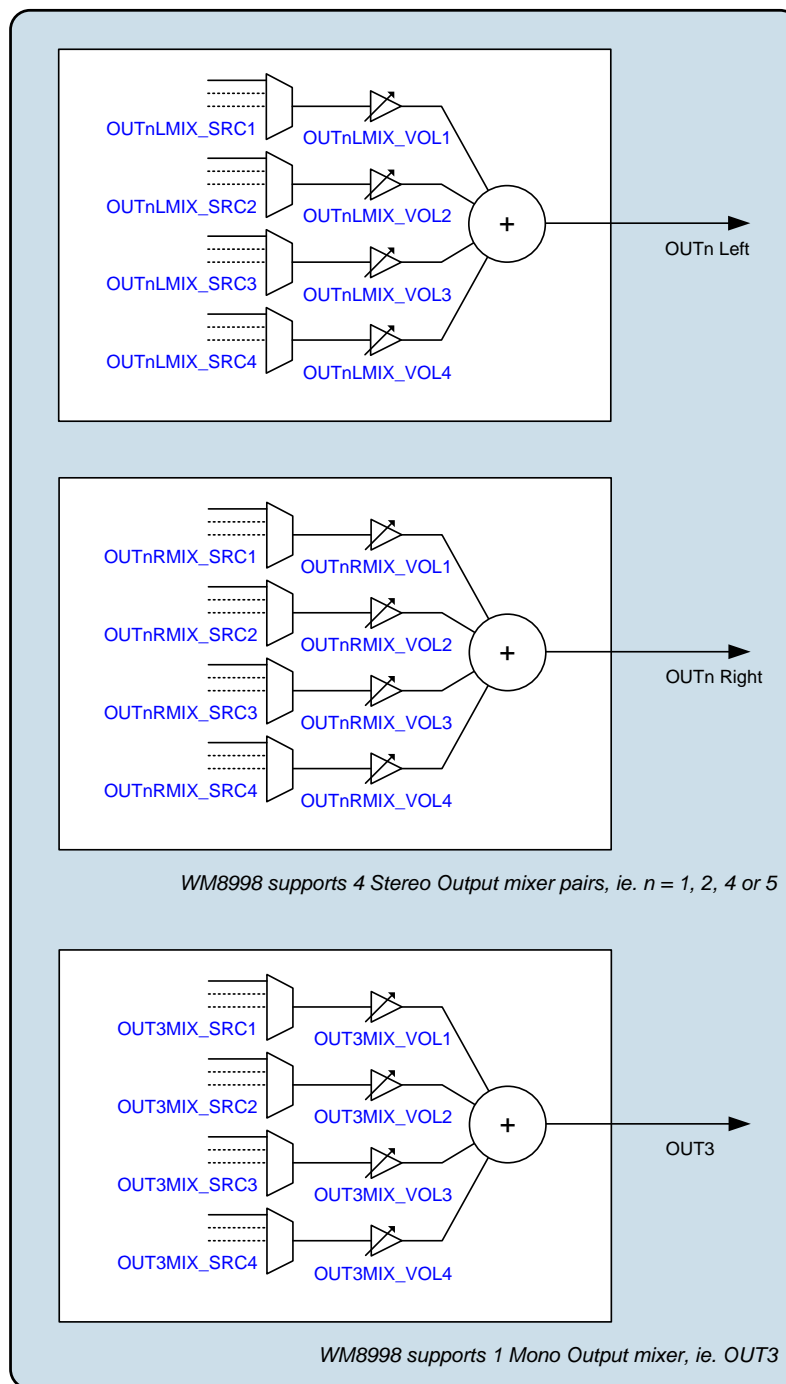 OUTnLMIX_SRC1
OUTnLMIX_VOL1
OUTnLMIX_SRC2
OUTnLMIX_VOL2
+
OUTn Left
OUTnLMIX_SRC3
OUTnLMIX_VOL3
OUTnLMIX_SRC4
OUTnLMIX_VOL4
OUTnRMIX_SRC1
OUTnRMIX_VOL1
OUTnRMIX_SRC2
OUTnRMIX_VOL2
+
OUTn Right
OUTnRMIX_SRC3
OUTnRMIX_VOL3
OUTnRMIX_SRC4
OUTnRMIX_VOL4
WM8998 supports 4 Stereo Output mixer pairs, ie. n = 1, 2, 4 or 5
OUT3MIX_SRC1
OUT3MIX_VOL1
OUT3MIX_SRC2
OUT3MIX_VOL2
+
OUT3
OUT3MIX_SRC3
OUT3MIX_VOL3
OUT3MIX_SRC4
OUT3MIX_VOL4
WM8998 supports 1 Mono Output mixer, ie. OUT3